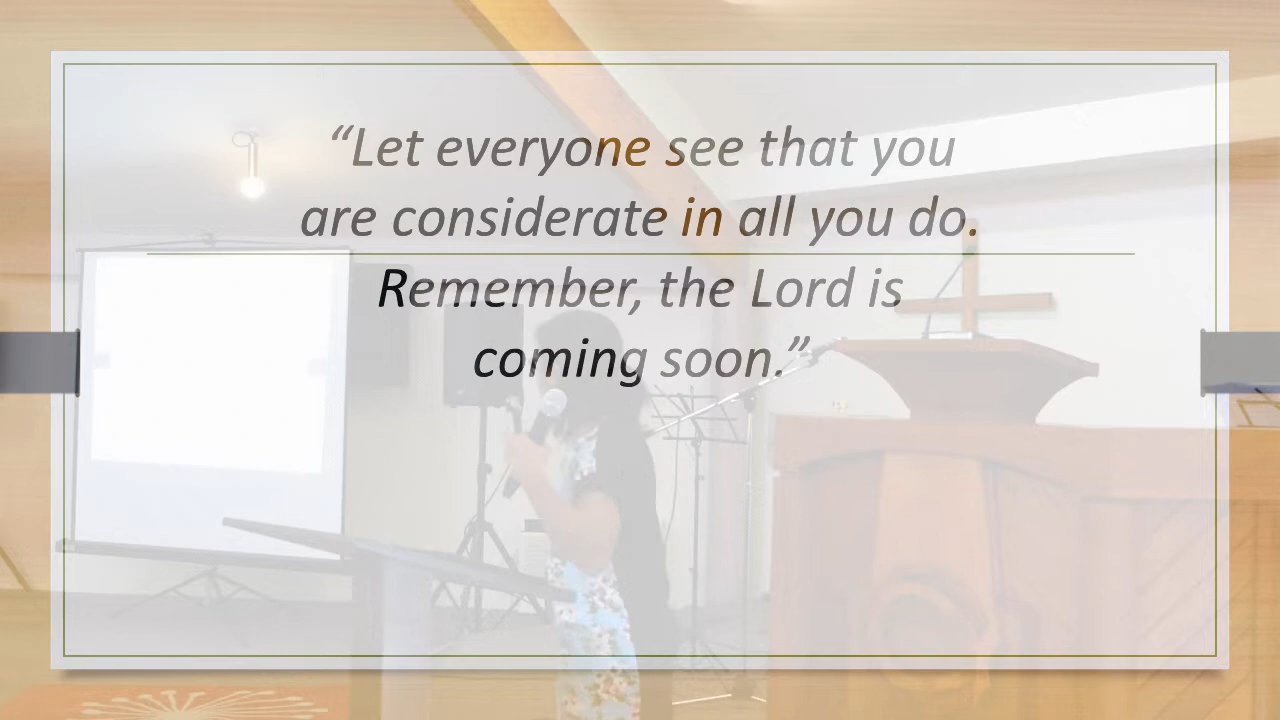 “Let everyone see that you
are considerate in all you do.
Remember, the Lord is
coming soon.”